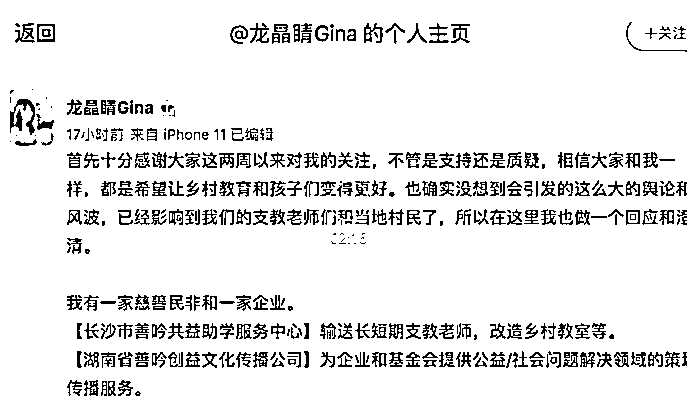 返回
@龙晶睛Gina 的个人主页
＋关注
龙晶睛Gina
17小时前 来自 iPhone 11 已编辑
首先十分感谢大家这两周以来对我的关注，不管是支持还是质疑，相信大家和我一
样，都是希望让乡村教育和孩子们变得更好。也确实没想到会引发的这么大的舆论和
风波，已经影响到我们的支教老师们和当地村民了，所以在这里我也做一个回应和澄
清。
02:16
我有一家慈善民非和一家企业。
【长沙市善吟共益助学服务中心】输送长短期支教老师，改造乡村教室等。
【湖南省善吟创益文化传播公司】为企业和基金会提供公益/社会问题解决领域的策划
传播服务。